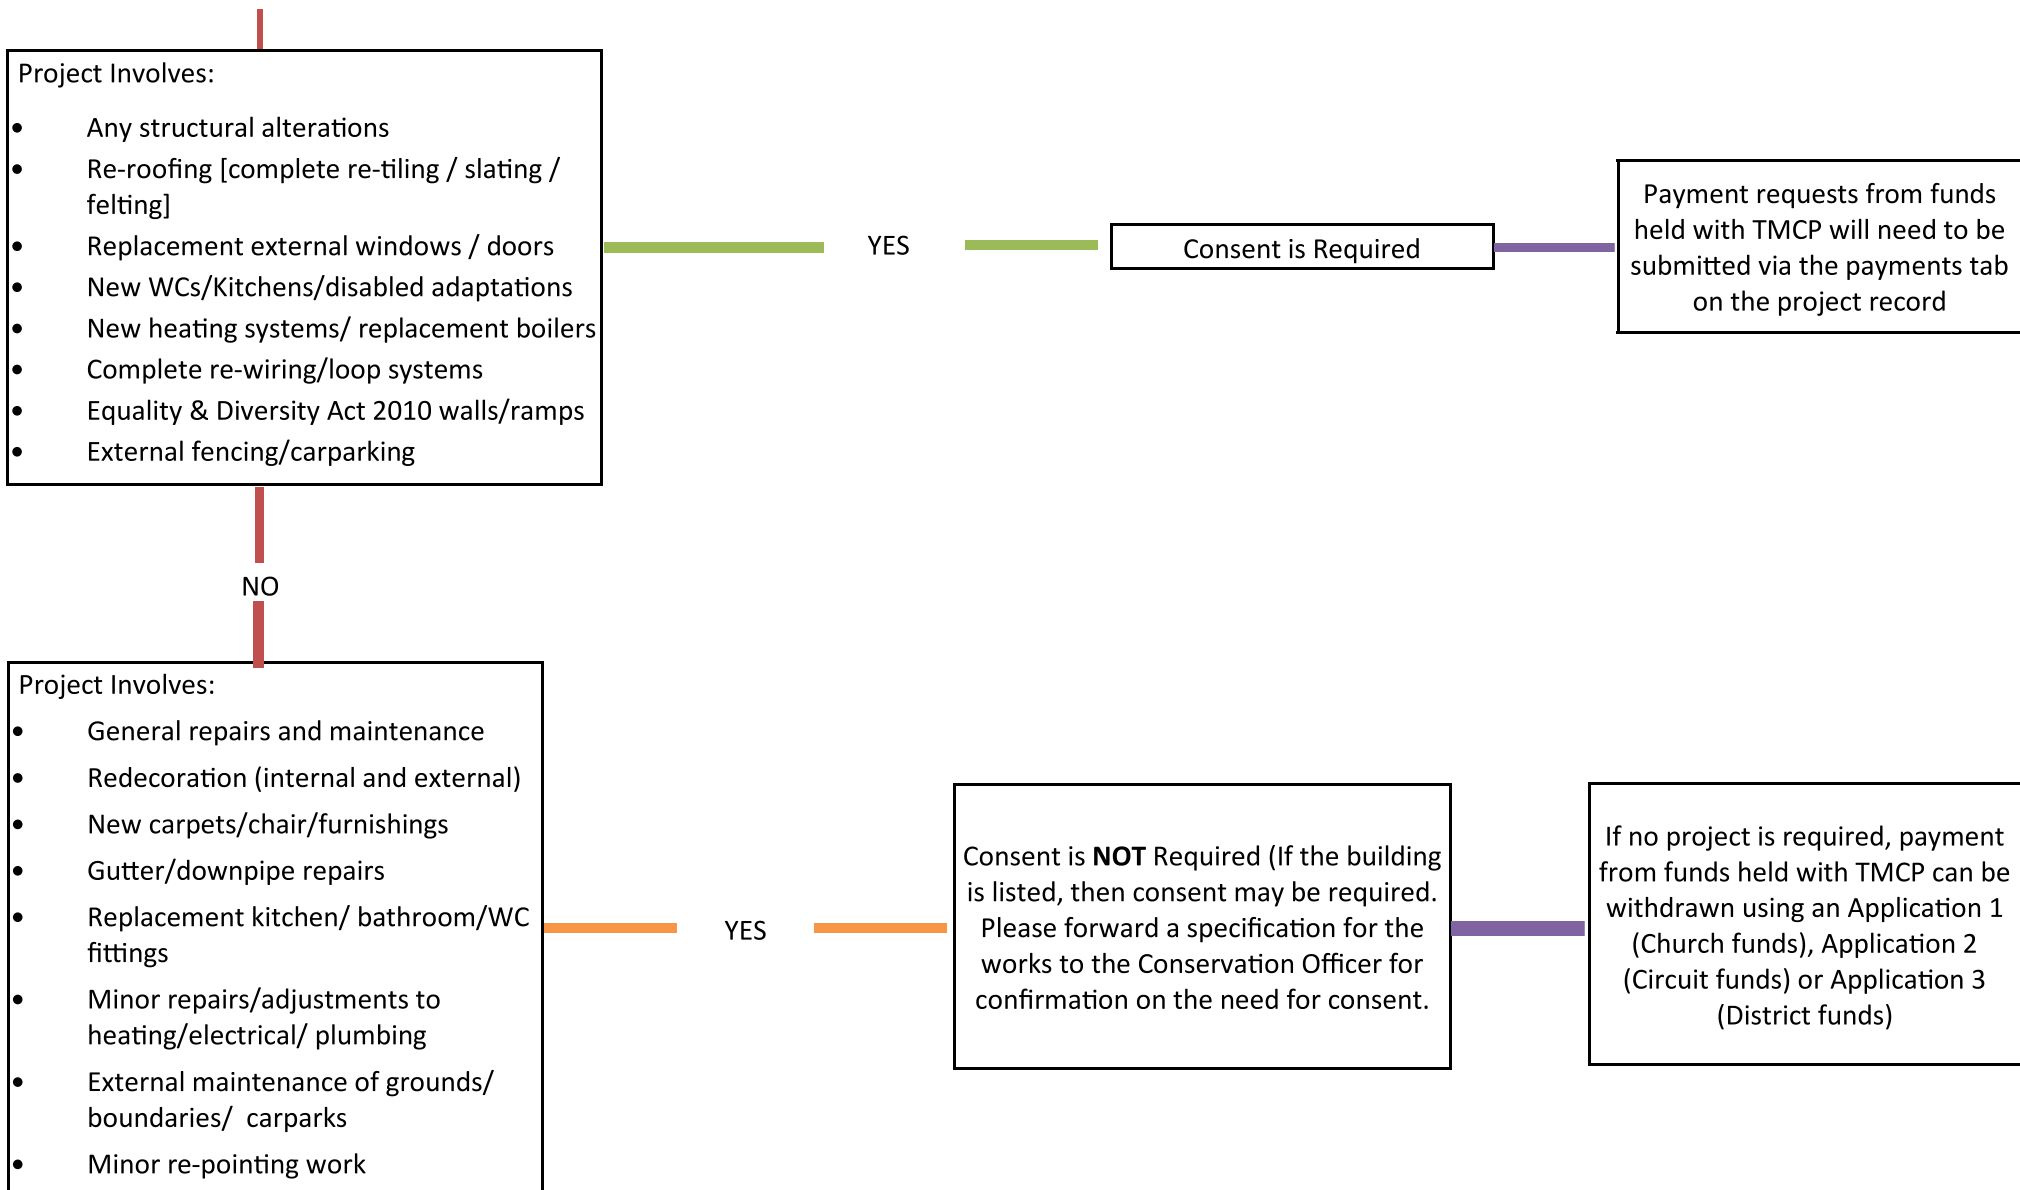 Project Involves:
• Any structural alterations
• Re-roofing [complete re-tiling / slating /
felting]
• Replacement external windows / doors
• New WCs/Kitchens/disabled adaptations
• New heating systems/ replacement boilers
• Complete re-wiring/loop systems
• Equality & Diversity Act 2010 walls/ramps
• External fencing/carparking
YES
Consent is Required
Payment requests from funds
held with TMCP will need to be
submitted via the payments tab
on the project record
NO
Project Involves:
• General repairs and maintenance
• Redecoration (internal and external)
• New carpets/chair/furnishings
• Gutter/downpipe repairs
• Replacement kitchen/ bathroom/WC
fittings
• Minor repairs/adjustments to
heating/electrical/ plumbing
• External maintenance of grounds/
boundaries/ carparks
• Minor re-pointing work
YES
Consent is NOT Required (If the building
is listed, then consent may be required.
Please forward a specification for the
works to the Conservation Officer for
confirmation on the need for consent.
If no project is required, payment
from funds held with TMCP can be
withdrawn using an Application 1
(Church funds), Application 2
(Circuit funds) or Application 3
(District funds)